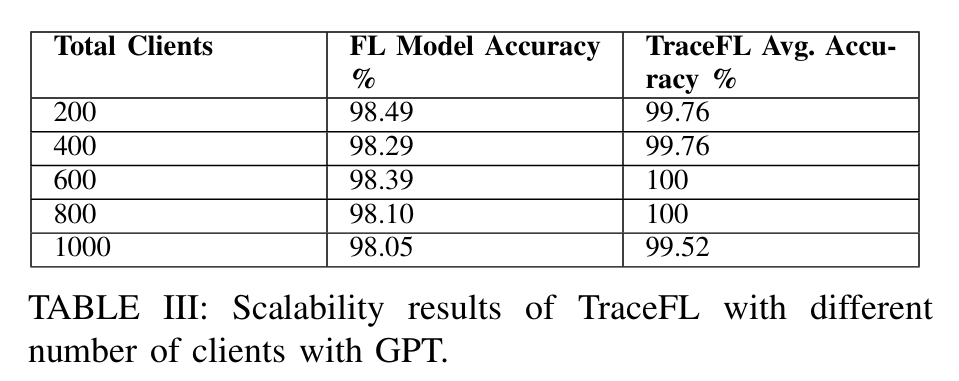 Total Clients FL Model Accuracy % TraceFL Avg. Accu-racy %
200 98.49 99.76
400 98.29 99.76
600 98.39 100
800 98.10 100
1000 98.05 99.52
TABLE III: Scalability results of TraceFL with different
number of clients with GPT.